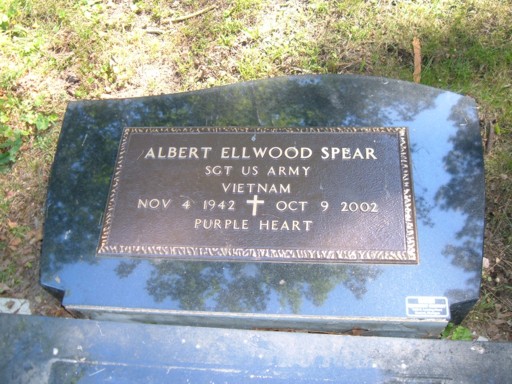 ALBERT ELLWOOD SPEAR
SGT US ARMY
VIETNAM
NOV 4 1942 ✝ OCT 9 2002
PURPLE HEART